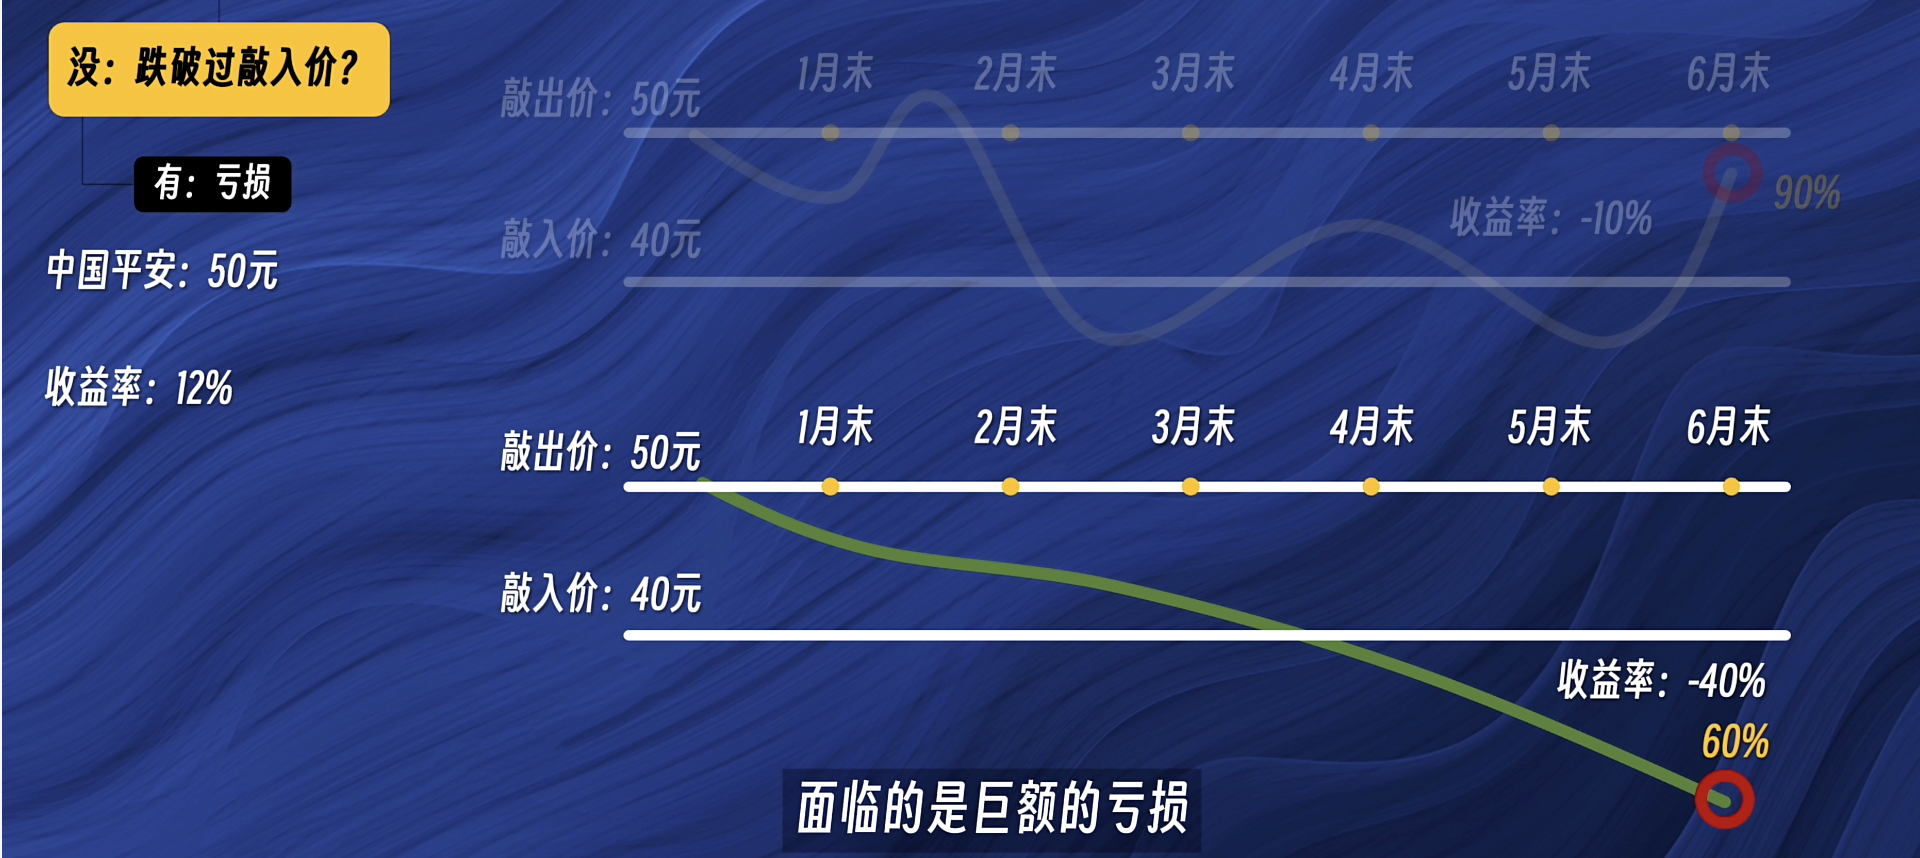 没：跌破过敲入价？
有：亏损
中国平安：50元
收益率：12%
1月末 2月末 3月末 4月末 5月末 6月末
敲出价：50元
90%
敲入价：40元
收益率：-10%
1月末 2月末 3月末 4月末 5月末 6月末
敲出价：50元
敲入价：40元
收益率：-40%
60%
面临的是巨额的亏损